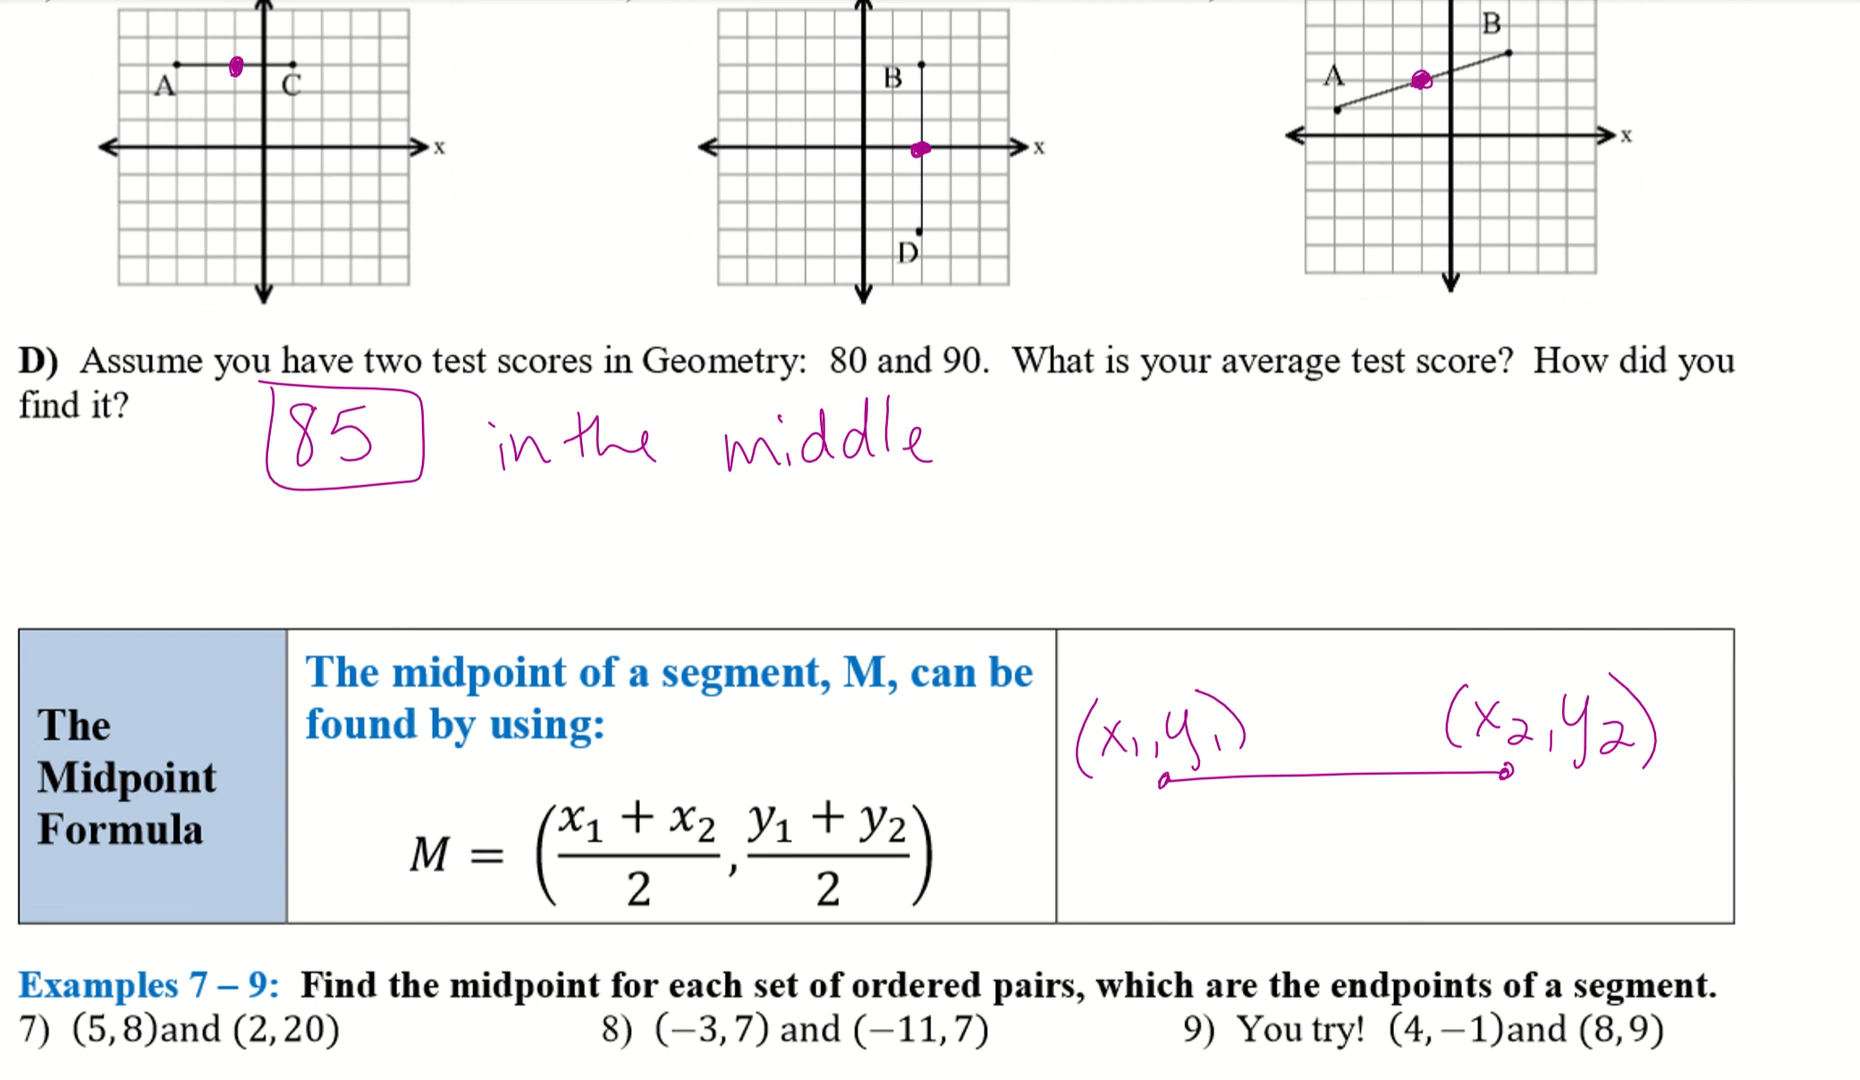 A C x
B D x
A B x
D) Assume you have two test scores in Geometry: 80 and 90. What is your average test score? How did you
find it?
85 in the middle
The
Midpoint
Formula
The midpoint of a segment, M, can be
found by using:
M = (x₁ + x₂ / 2, y₁ + y₂ / 2)
(x₁, y₁) (x₂, y₂)
Examples 7 – 9: Find the midpoint for each set of ordered pairs, which are the endpoints of a segment.
7) (5,8)and (2,20) 8) (−3,7) and (−11,7) 9) You try! (4,−1)and (8,9)